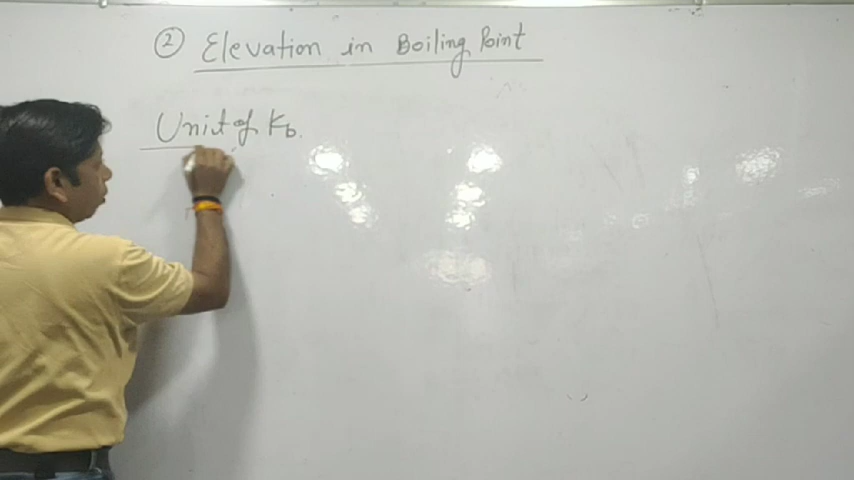 ② Elevation in Boiling Point
Unit of Kb.